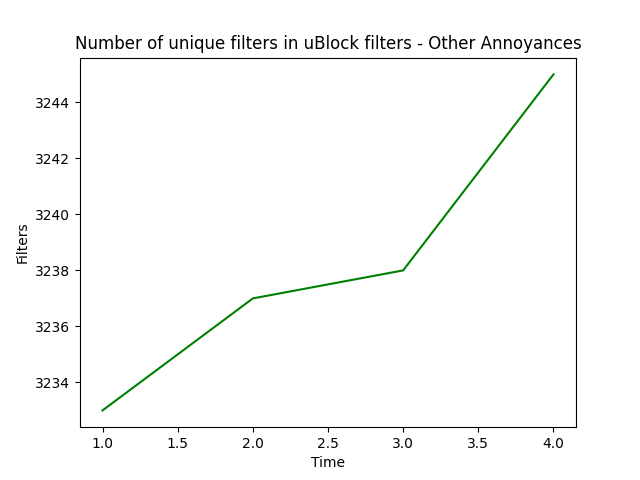 Number of unique filters in uBlock filters - Other Annoyances
3244
3242
3240
3238
3236
3234
Filters
1.0 1.5 2.0 2.5 3.0 3.5 4.0
Time